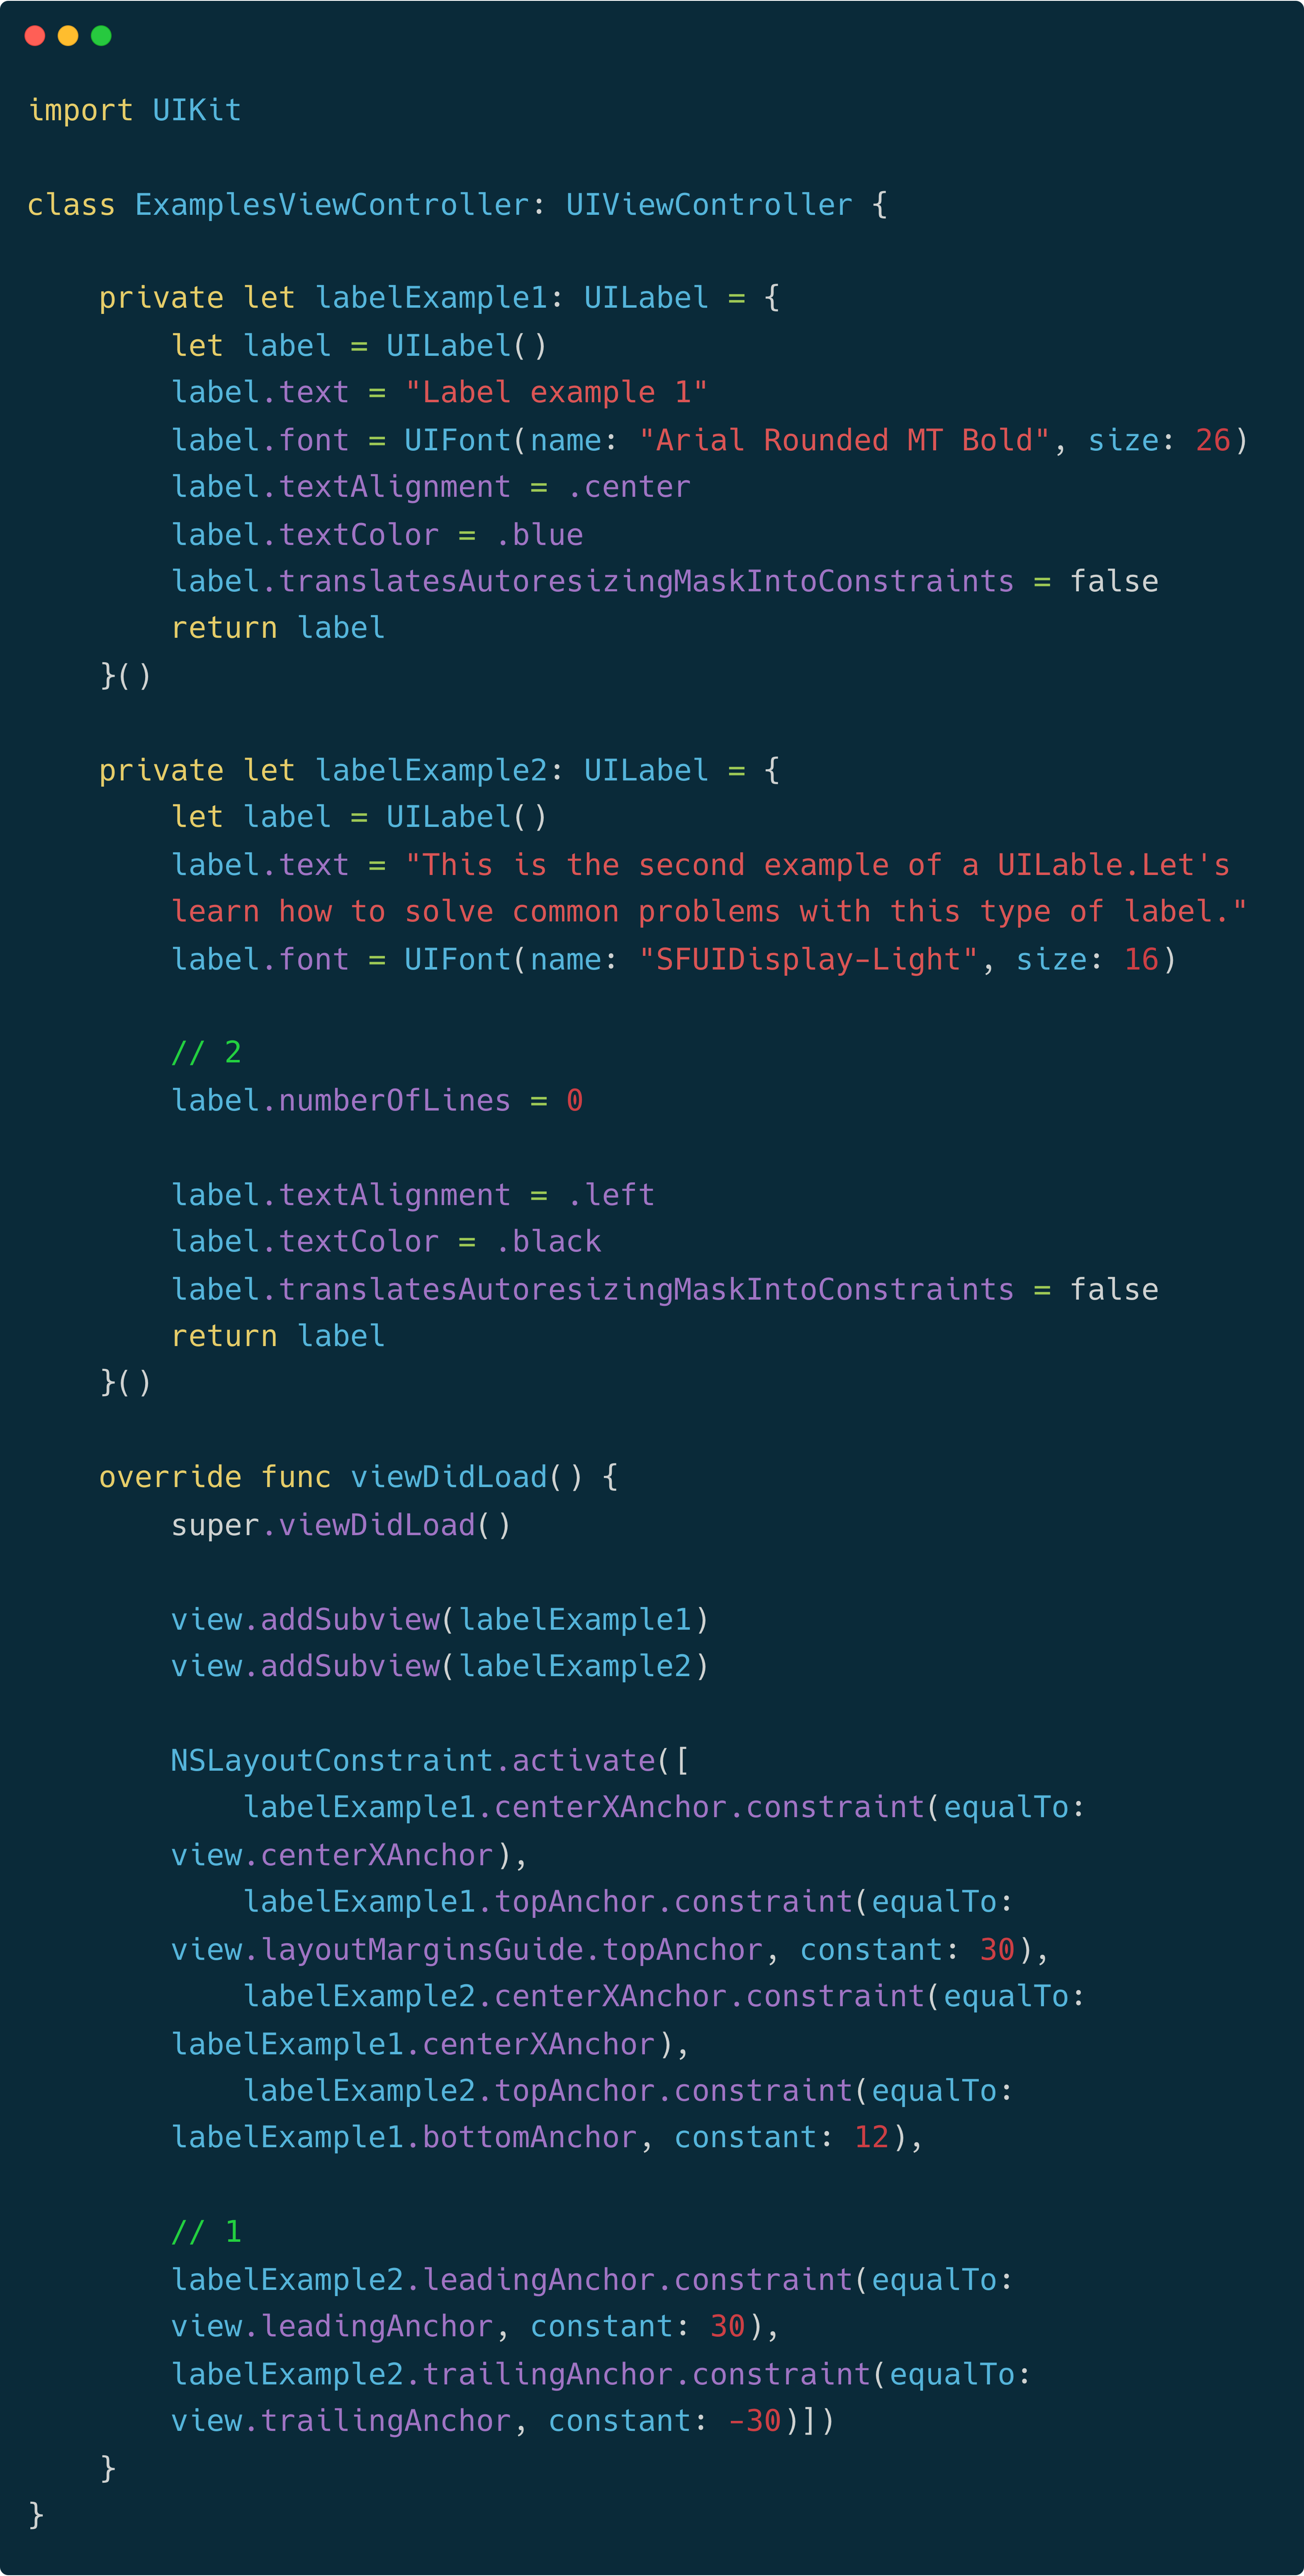 import UIKit
class ExamplesViewController: UIViewController {
    private let labelExample1: UILabel = {
        let label = UILabel()
        label.text = "Label example 1"
        label.font = UIFont(name: "Arial Rounded MT Bold", size: 26)
        label.textAlignment = .center
        label.textColor = .blue
        label.translatesAutoresizingMaskIntoConstraints = false
        return label
    }()
    private let labelExample2: UILabel = {
        let label = UILabel()
        label.text = "This is the second example of a UILable.Let's
        learn how to solve common problems with this type of label."
        label.font = UIFont(name: "SFUIDisplay-Light", size: 16)
        // 2
        label.numberOfLines = 0
        label.textAlignment = .left
        label.textColor = .black
        label.translatesAutoresizingMaskIntoConstraints = false
        return label
    }()
    override func viewDidLoad() {
        super.viewDidLoad()
        view.addSubview(labelExample1)
        view.addSubview(labelExample2)
        NSLayoutConstraint.activate([
            labelExample1.centerXAnchor.constraint(equalTo:
        view.centerXAnchor),
            labelExample1.topAnchor.constraint(equalTo:
        view.layoutMarginsGuide.topAnchor, constant: 30),
            labelExample2.centerXAnchor.constraint(equalTo:
        labelExample1.centerXAnchor),
            labelExample2.topAnchor.constraint(equalTo:
        labelExample1.bottomAnchor, constant: 12),
        // 1
        labelExample2.leadingAnchor.constraint(equalTo:
        view.leadingAnchor, constant: 30),
        labelExample2.trailingAnchor.constraint(equalTo:
        view.trailingAnchor, constant: -30)])
    }
}